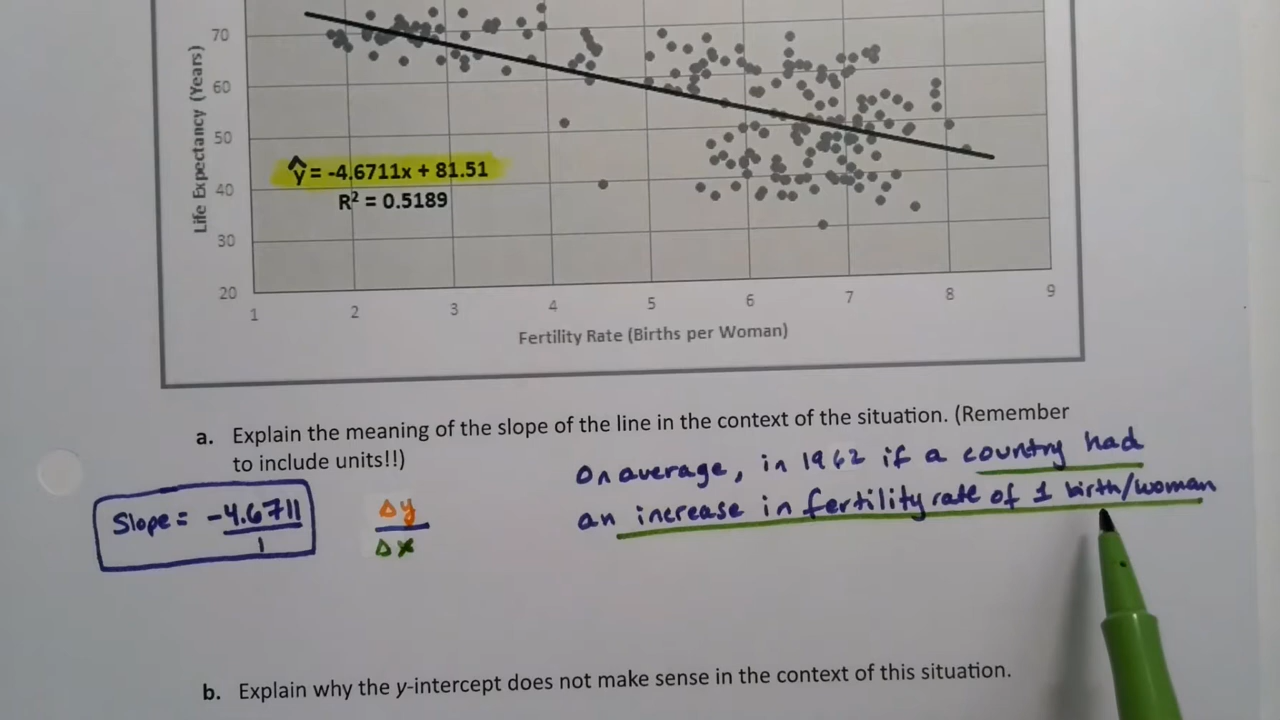 70
60
50
40
30
20
Life Expectancy (Years)
ŷ = -4.6711x + 81.51
R² = 0.5189
1 2 3 4 5 6 7 8 9
Fertility Rate (Births per Woman)
a. Explain the meaning of the slope of the line in the context of the situation. (Remember
to include units!!)
On average, in 1962 if a country had
an increase in fertility rate of 1 birth/woman
Slope = -4.6711
1
Δy
Δx
b. Explain why the y-intercept does not make sense in the context of this situation.